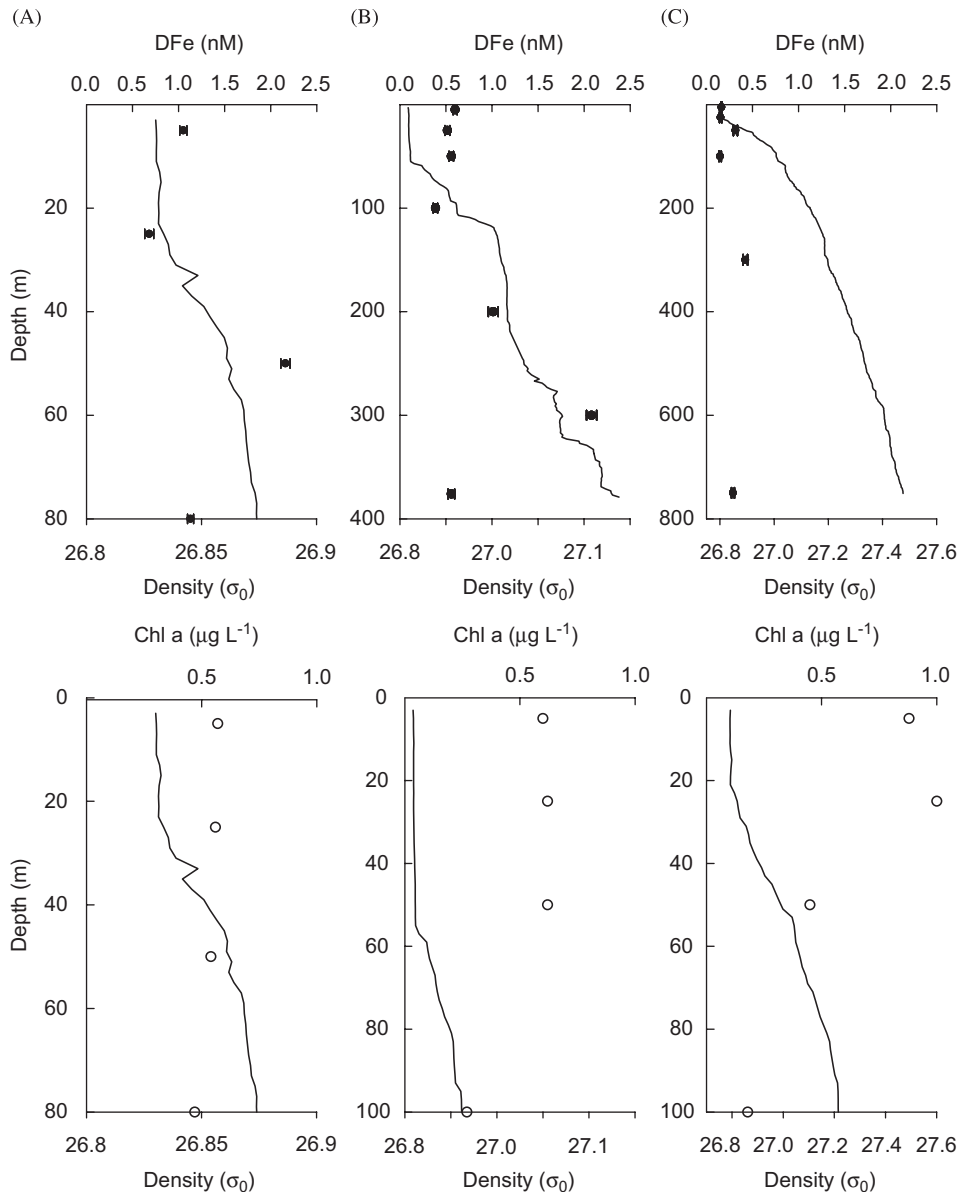 (A) (B) (C)
DFe (nM) DFe (nM) DFe (nM)
0.0 0.5 1.0 1.5 2.0 2.5 0.0 0.5 1.0 1.5 2.0 2.5 0.0 0.5 1.0 1.5 2.0 2.5
20 100 200
Depth (m)
40 200 400
60 300 600
80 400 800
26.8 26.85 26.9 26.8 27.0 27.1 26.8 27.0 27.2 27.4 27.6
Density (σ0) Density (σ0) Density (σ0)
Chl a (μg L-1) Chl a (μg L-1) Chl a (μg L-1)
0.5 1.0 0.5 1.0 0.5 1.0
0 0 0
20 20 20
Depth (m)
40 40 40
60 60 60
80 80
80 100 100
26.8 26.85 26.9 26.8 27.0 27.1 26.8 27.0 27.2 27.4 27.6
Density (σ0) Density (σ0) Density (σ0)